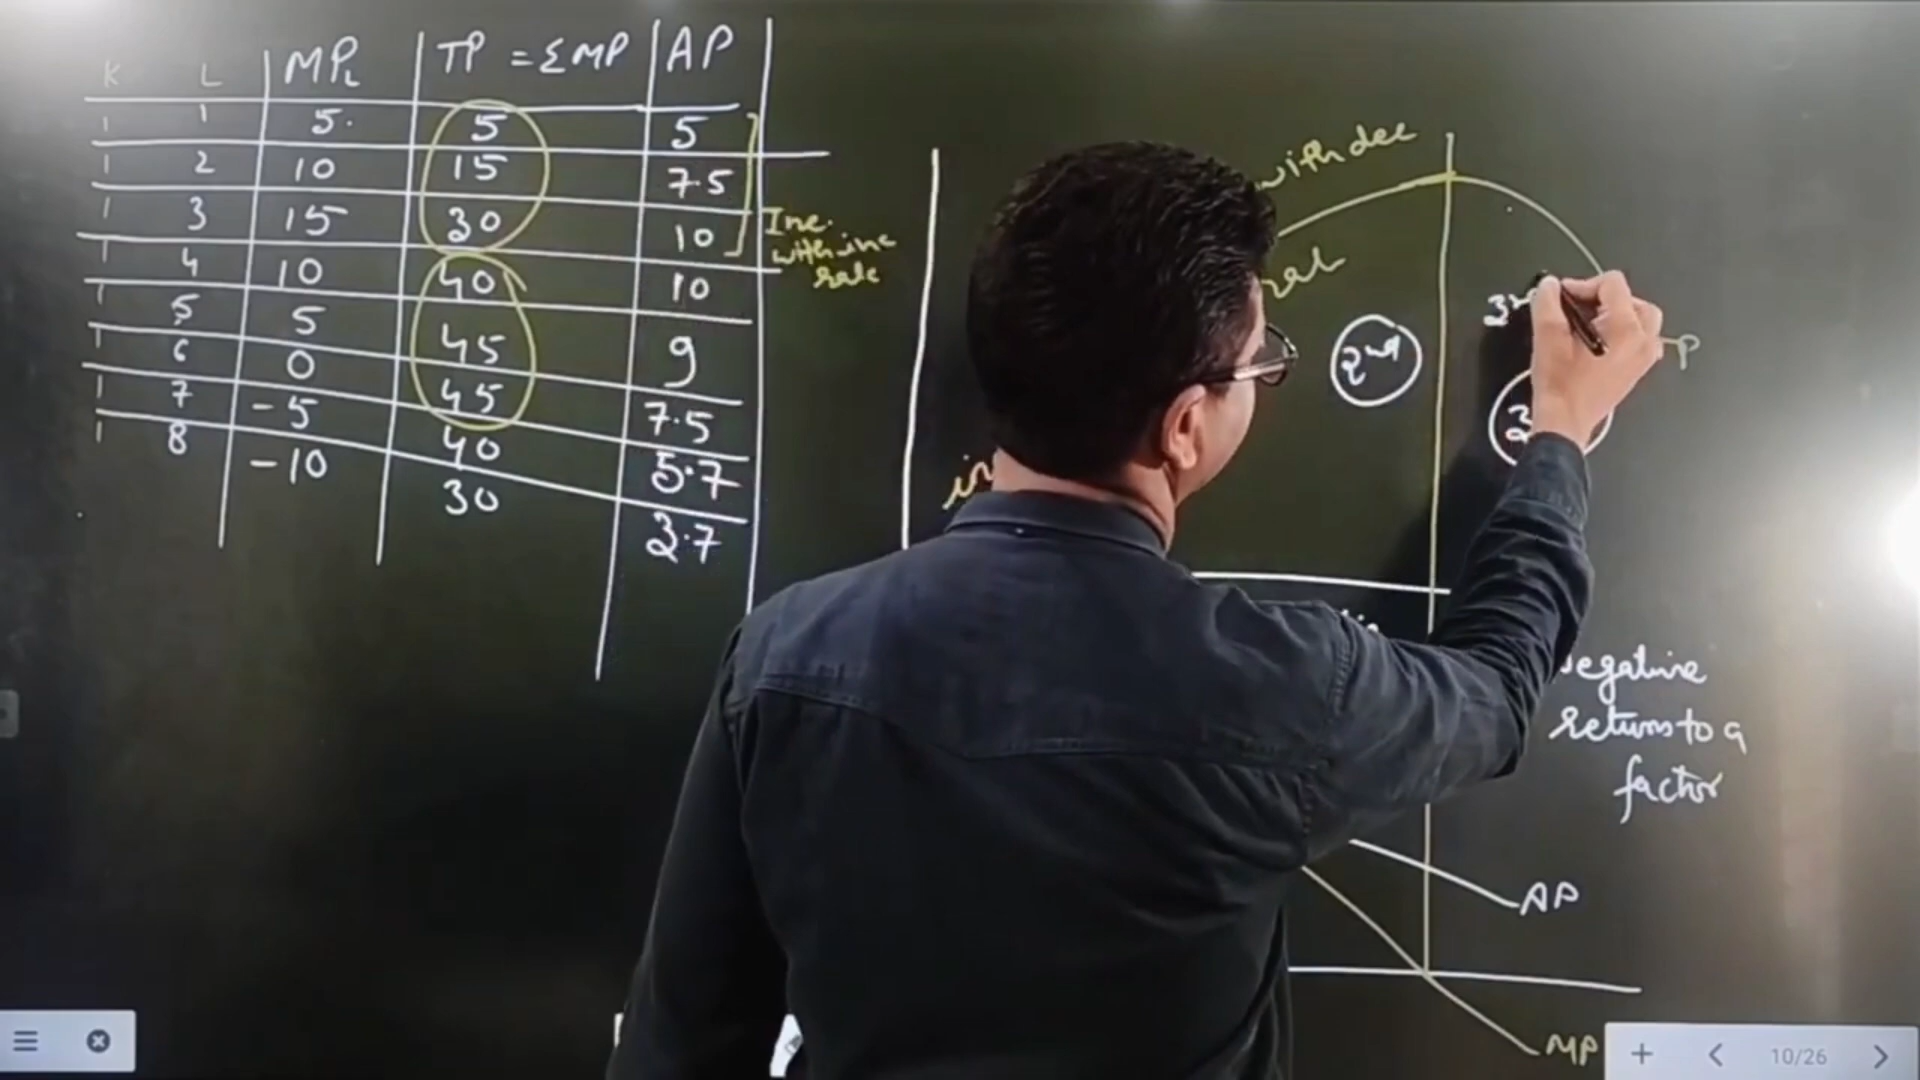 K L MPL TP = ΣMP AP
1 1 5. 5 5
1 2 10 15 7.5
1 3 15 30 10
1 4 10 40 10
1 5 5 45 9
1 6 0 45 7.5
1 7 -5 40 5.7
1 8 -10 30 3.7
Inc.
with inc
rate
with dec
2nd
AP
MP
returns to a
factor
10/26